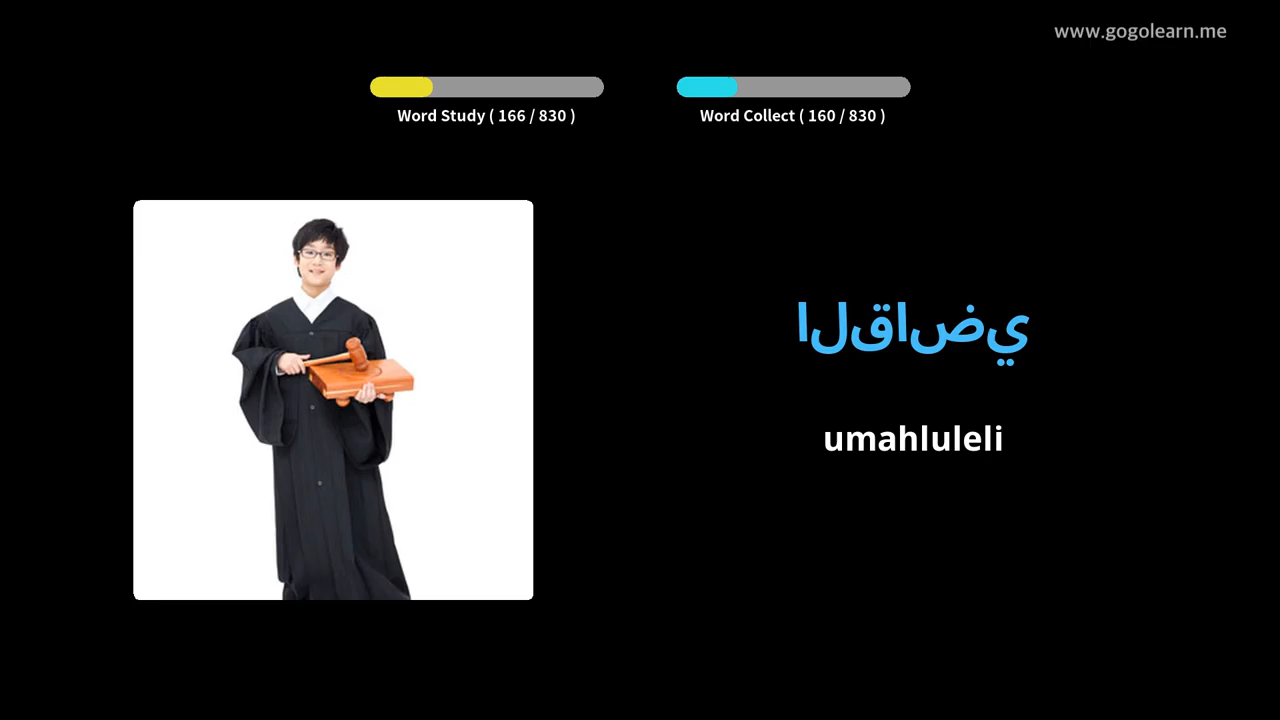 www.gogolearn.me
Word Study ( 166 / 830 )
Word Collect ( 160 / 830 )
القاضي
umahluleli